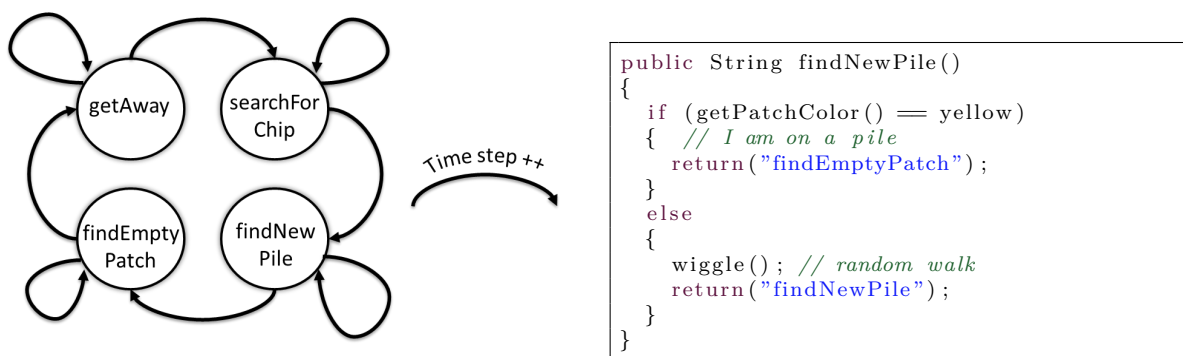 getAway
searchFor
Chip
findEmpty
Patch
findNew
Pile
Time step ++
public String findNewPile()
{
if (getPatchColor() == yellow)
{ // I am on a pile
return("findEmptyPatch");
}
else
{
wiggle(); // random walk
return("findNewPile");
}
}